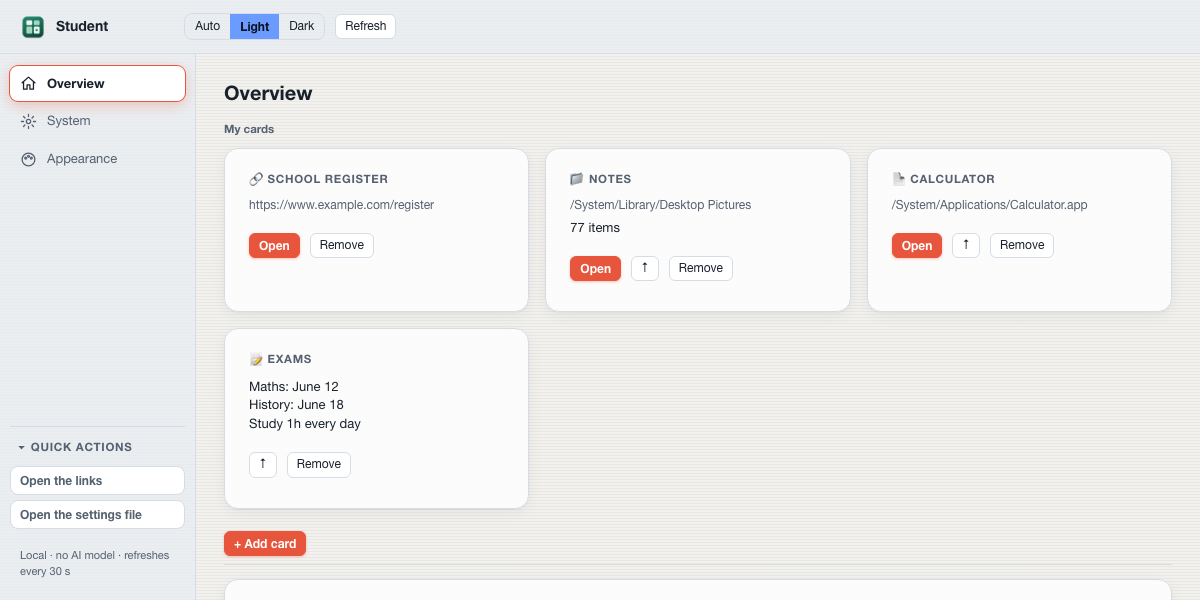 Student
Auto Light Dark Refresh
Overview
System
Appearance
QUICK ACTIONS
Open the links
Open the settings file
Local · no AI model · refreshes
every 30 s
Overview
My cards
SCHOOL REGISTER
https://www.example.com/register
Open Remove
NOTES
/System/Library/Desktop Pictures
77 items
Open ↑ Remove
CALCULATOR
/System/Applications/Calculator.app
Open ↑ Remove
EXAMS
Maths: June 12
History: June 18
Study 1h every day
↑ Remove
+ Add card